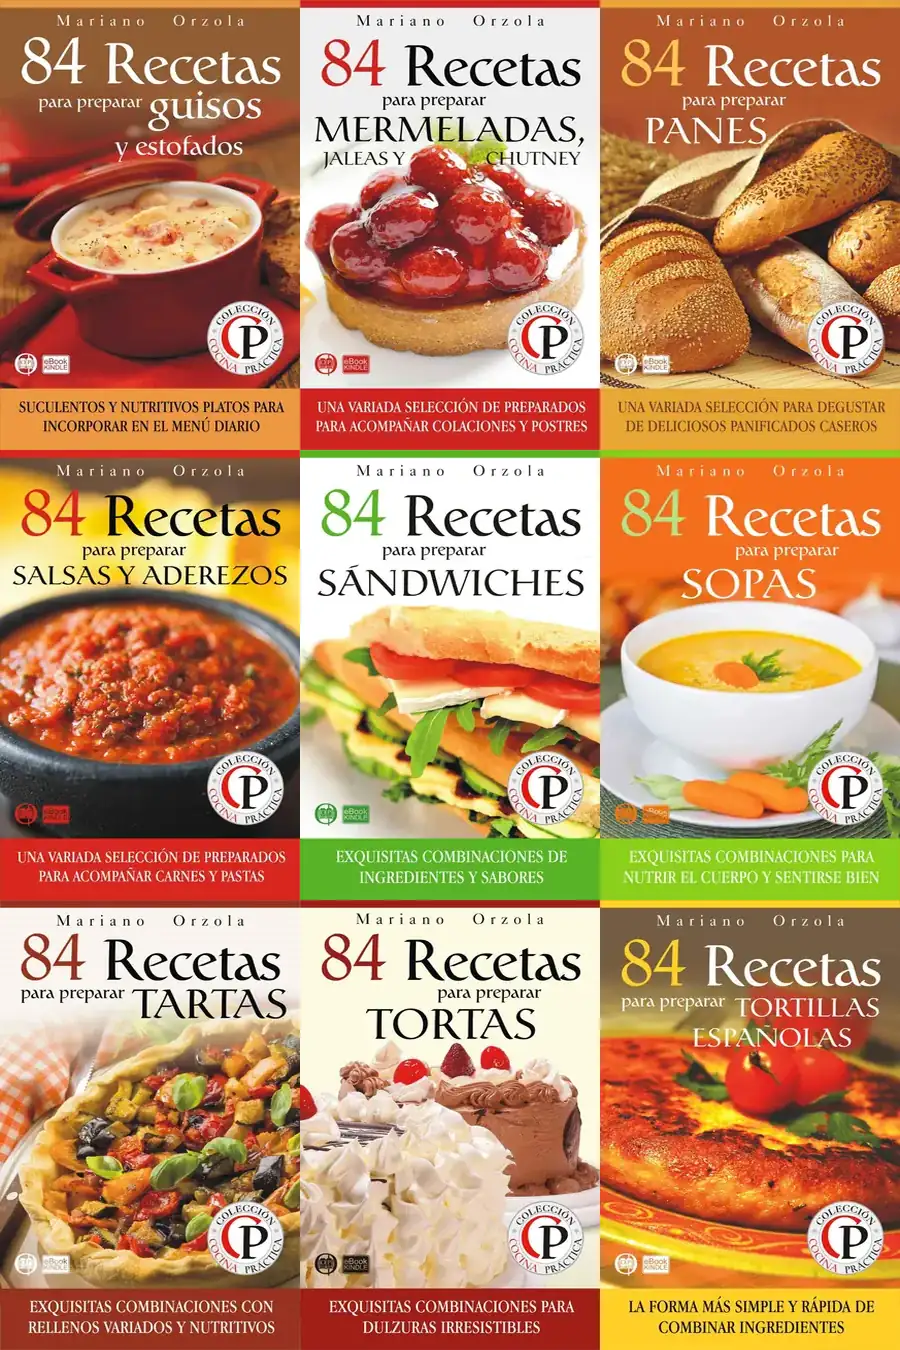 Mariano Orzola
84 Recetas
para preparar guisos
y estofados
COLECCIÓN
CP
COCINA PRÁCTICA
eBook
KINDLE
SUCULENTOS Y NUTRITIVOS PLATOS PARA
INCORPORAR EN EL MENÚ DIARIO
Mariano Orzola
84 Recetas
para preparar
MERMELADAS,
JALEAS Y CHUTNEY
COLECCIÓN
CP
COCINA PRÁCTICA
eBook
KINDLE
UNA VARIADA SELECCIÓN DE PREPARADOS
PARA ACOMPAÑAR COLACIONES Y POSTRES
Mariano Orzola
84 Recetas
para preparar
PANES
COLECCIÓN
CP
COCINA PRÁCTICA
eBook
KINDLE
UNA VARIADA SELECCIÓN PARA DEGUSTAR
DE DELICIOSOS PANIFICADOS CASEROS
Mariano Orzola
84 Recetas
para preparar
SALSAS Y ADEREZOS
COLECCIÓN
CP
COCINA PRÁCTICA
UNA VARIADA SELECCIÓN DE PREPARADOS
PARA ACOMPAÑAR CARNES Y PASTAS
Mariano Orzola
84 Recetas
para preparar
SÁNDWICHES
COLECCIÓN
CP
COCINA PRÁCTICA
eBook
KINDLE
EXQUISITAS COMBINACIONES DE
INGREDIENTES Y SABORES
Mariano Orzola
84 Recetas
para preparar
SOPAS
COLECCIÓN
CP
COCINA PRÁCTICA
EXQUISITAS COMBINACIONES PARA
NUTRIR EL CUERPO Y SENTIRSE BIEN
Mariano Orzola
84 Recetas
para preparar TARTAS
COLECCIÓN
CP
COCINA PRÁCTICA
eBook
KINDLE
EXQUISITAS COMBINACIONES CON
RELLENOS VARIADOS Y NUTRITIVOS
Mariano Orzola
84 Recetas
para preparar
TORTAS
COLECCIÓN
CP
COCINA PRÁCTICA
eBook
KINDLE
EXQUISITAS COMBINACIONES PARA
DULZURAS IRRESISTIBLES
Mariano Orzola
84 Recetas
para preparar TORTILLAS
ESPAÑOLAS
COLECCIÓN
CP
COCINA PRÁCTICA
eBook
KINDLE
LA FORMA MÁS SIMPLE Y RÁPIDA DE
COMBINAR INGREDIENTES